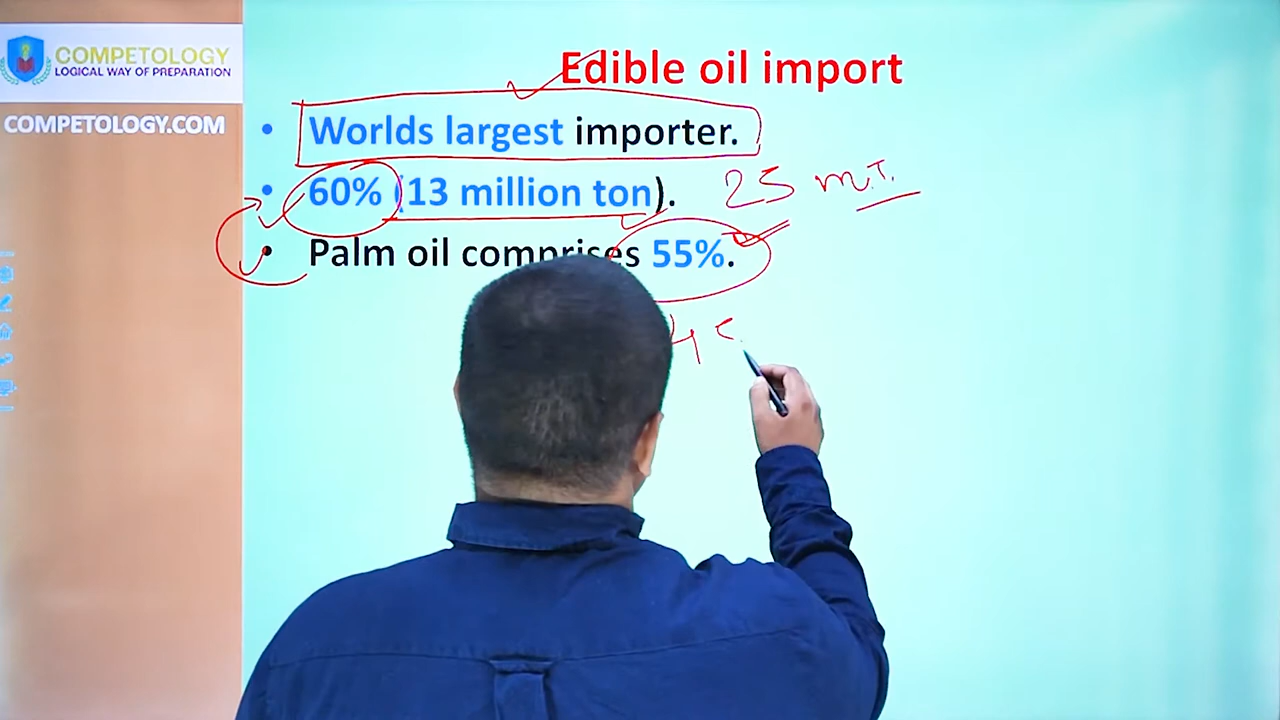 COMPETOLOGY
LOGICAL WAY OF PREPARATION
COMPETOLOGY.COM
Edible oil import
• Worlds largest importer.
• 60% (13 million ton). 25 M.T.
• Palm oil comprises 55%.